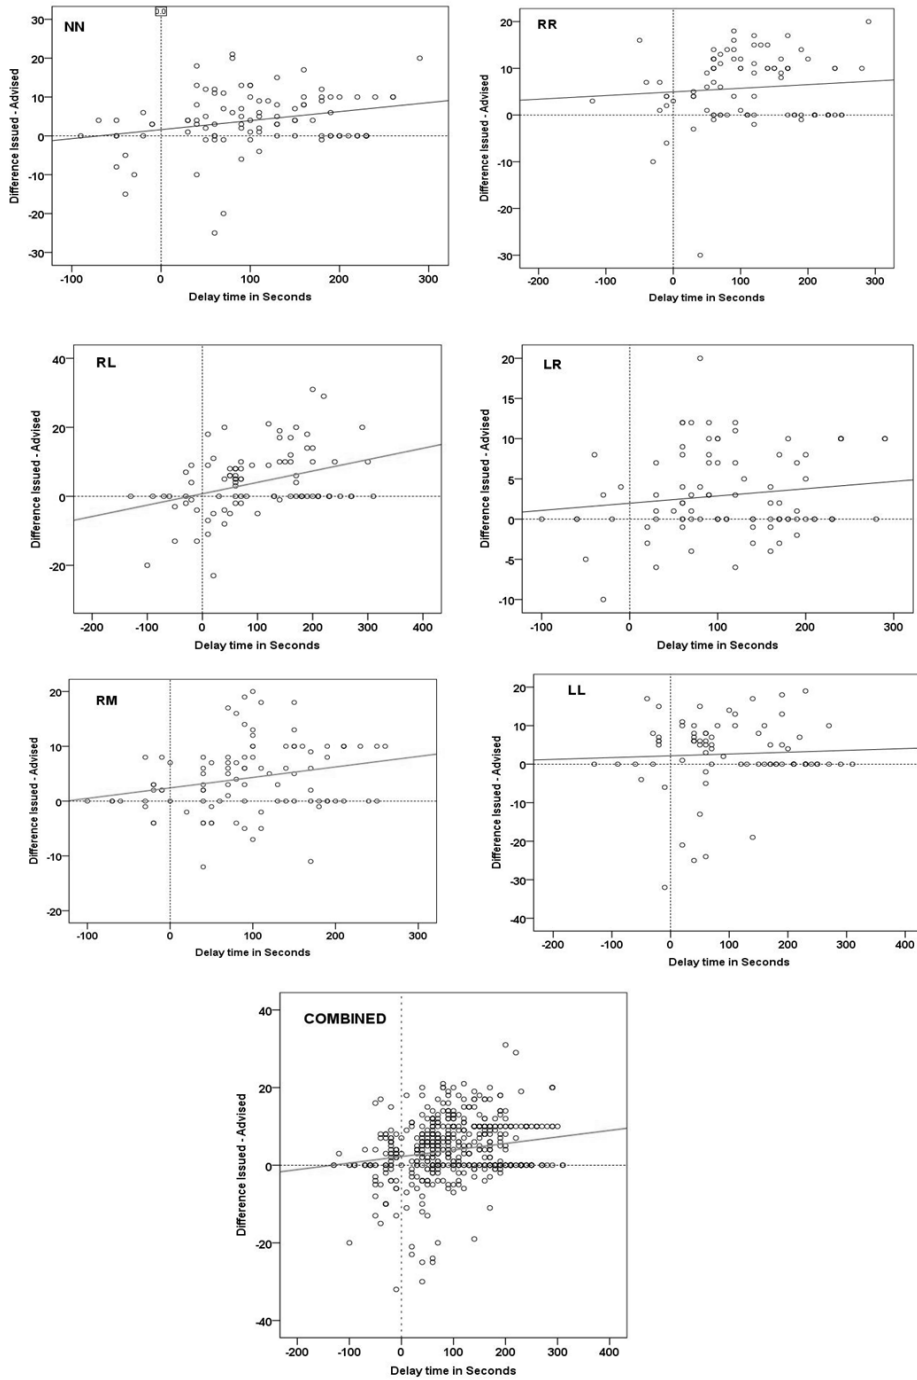 NN
0.0
Difference Issued - Advised
30
20
10
0
-10
-20
-30
-100 0 100 200 300
Delay time in Seconds
RR
Difference Issued - Advised
20
10
0
-10
-20
-30
-200 -100 0 100 200 300
Delay time in Seconds
RL
Difference Issued - Advised
40
20
0
-20
-200 -100 0 100 200 300 400
Delay time in Seconds
LR
Difference Issued - Advised
20
15
10
5
0
-5
-10
-100 0 100 200 300
Delay time in Seconds
RM
Difference Issued - Advised
20
10
0
-10
-20
-100 0 100 200 300
Delay time in Seconds
LL
Difference Issued - Advised
20
10
0
-10
-20
-30
-40
-200 -100 0 100 200 300 400
Delay time in Seconds
COMBINED
Difference Issued - Advised
40
20
0
-20
-40
-200 -100 0 100 200 300 400
Delay time in Seconds